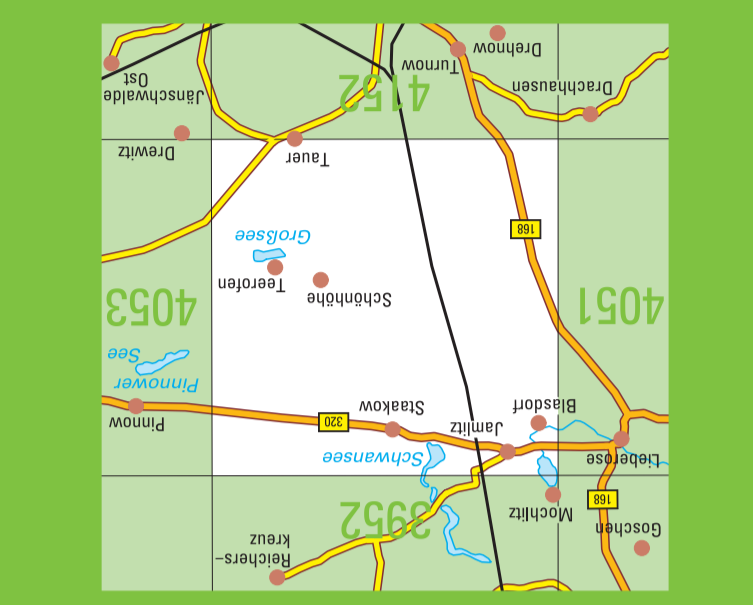 Reichers-
kreuz
Goschen
3952
Mochlitz
168
Lieberose
Schwansee
Jamlitz
320
Pinnow
Blasdorf
Staakow
Pinnower
See
4051
4053
Schönhöhe
Teerofen
Großsee
168
Tauer
Drewitz
Jänschwalde
Ost
4152
Drachhausen
Turnow
Drehnow